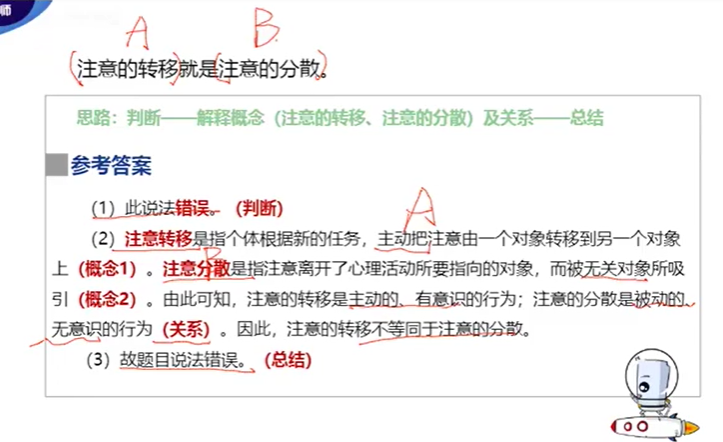 师
A B
(注意的转移)就是(注意的分散)。
思路：判断——解释概念（注意的转移、注意的分散）及关系——总结
参考答案
（1）此说法错误。（判断）
A
（2）注意转移是指个体根据新的任务，主动把注意由一个对象转移到另一个对象
B
上（概念1）。注意分散是指注意离开了心理活动所要指向的对象，而被无关对象所吸
引（概念2）。由此可知，注意的转移是主动的、有意识的行为；注意的分散是被动的、
无意识的行为（关系）。因此，注意的转移不等同于注意的分散。
（3）故题目说法错误。（总结）